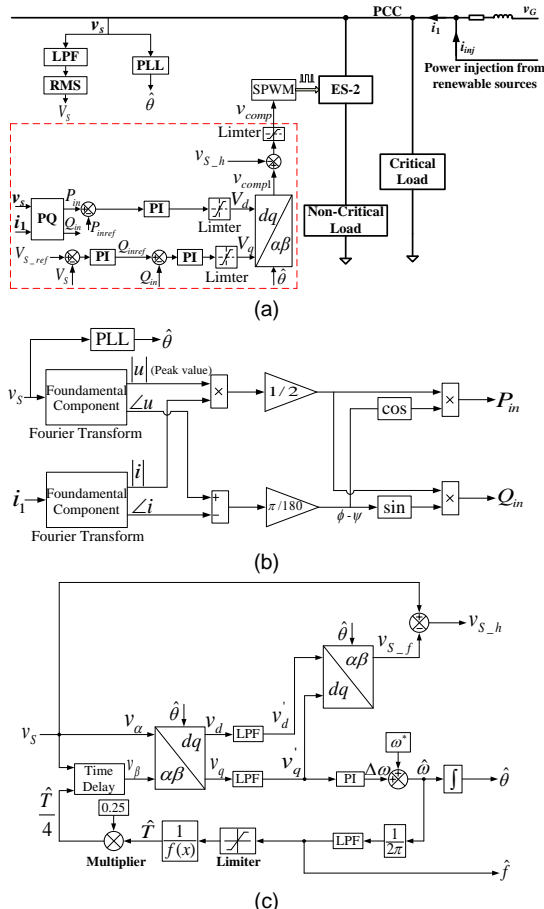 v_s
PCC
i_1
v_G
i_inj
LPF
PLL
RMS
V_S
θ̂
SPWM
ES-2
Power injection from
renewable sources
v_comp
Limter
v_S_h
v_comp1
Critical
Load
Non-Critical
Load
v_s
i_1
PQ
P_in
Q_in
P_inref
PI
Limter
V_d
dq
αβ
V_S_ref
V_S
PI
Q_inref
Q_in
PI
Limter
V_q
θ̂
(a)
PLL
θ̂
v_S
Foundamental
Component
Fourier Transform
|u| (Peak value)
∠u
×
1/2
cos
×
P_in
i_1
Foundamental
Component
Fourier Transform
|i|
∠i
+
−
π/180
ϕ - ψ
sin
×
Q_in
(b)
v_S
v_α
v_β
Time
Delay
θ̂
dq
αβ
v_d
v_q
LPF
LPF
v_d'
v_q'
θ̂
αβ
dq
v_S_f
+
−
v_S_h
PI
Δω
ω*
+
+
ω̂
∫
θ̂
T̂/4
0.25
Multiplier
T̂
1/f(x)
Limiter
LPF
1/2π
f̂
(c)